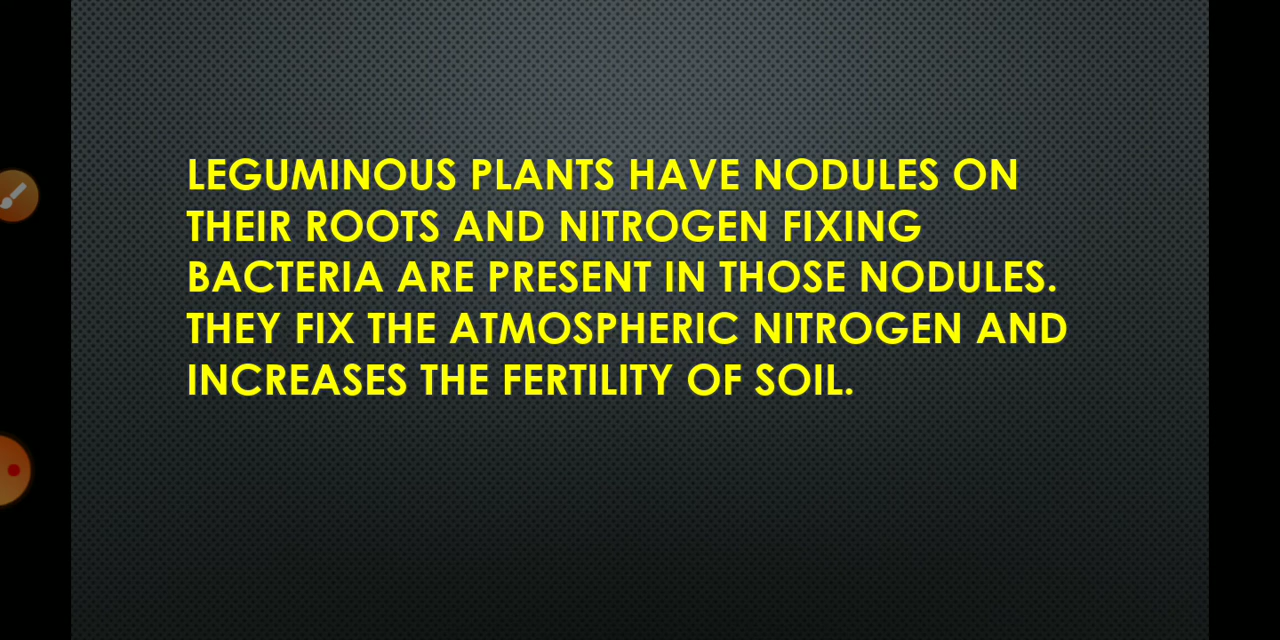 LEGUMINOUS PLANTS HAVE NODULES ON
THEIR ROOTS AND NITROGEN FIXING
BACTERIA ARE PRESENT IN THOSE NODULES.
THEY FIX THE ATMOSPHERIC NITROGEN AND
INCREASES THE FERTILITY OF SOIL.